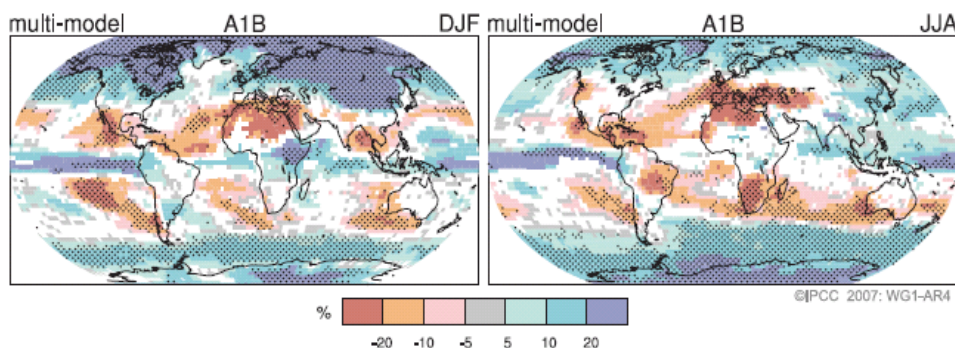 multi-model A1B DJF
multi-model A1B JJA
©IPCC 2007: WG1-AR4
%
-20 -10 -5 5 10 20